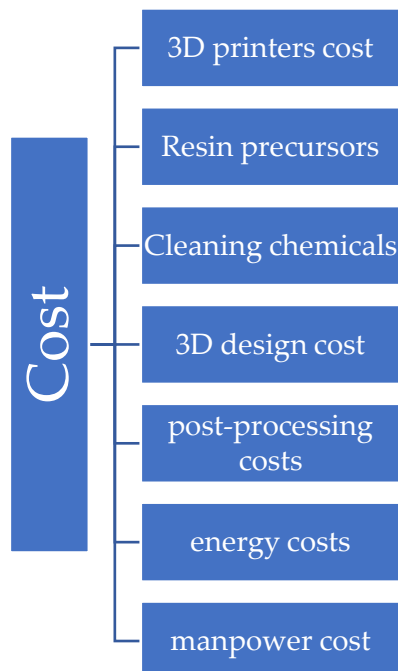 Cost
3D printers cost
Resin precursors
Cleaning chemicals
3D design cost
post-processing
costs
energy costs
manpower cost